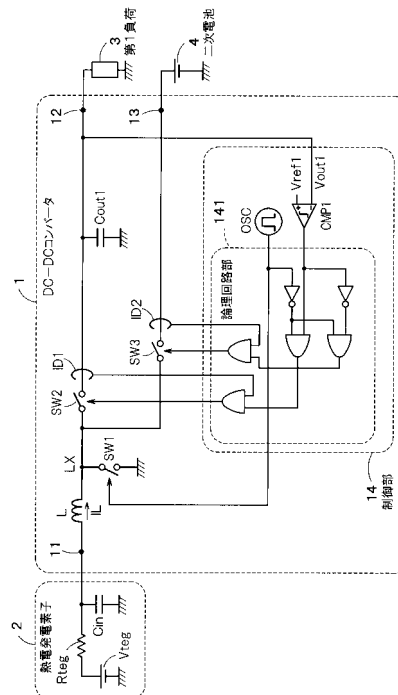 1
DC-DCコンバータ
2
熱電発電素子
Rteg
Cin
Vteg
11
L
IL
LX
SW1
SW2
ID1
SW3
ID2
Cout1
12
13
3
第1負荷
4
二次電池
14
制御部
141
論理回路部
OSC
Vref1
Vout1
CMP1